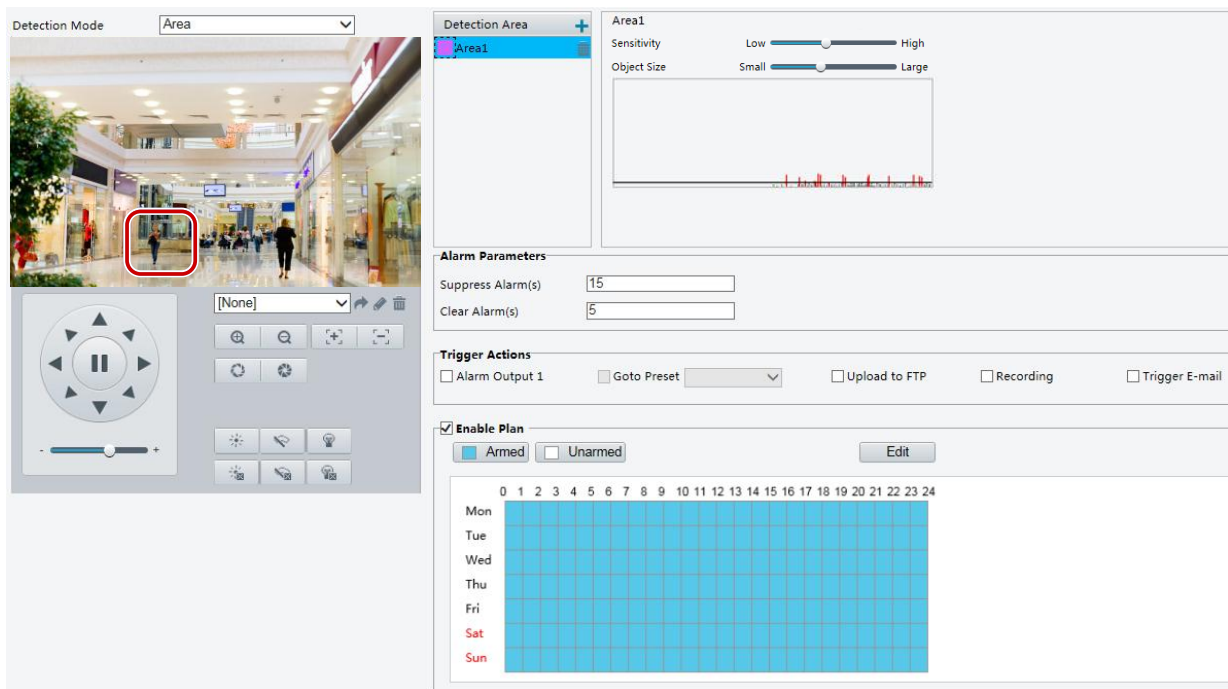 Detection Mode Area
Detection Area
Area1
Area1
Sensitivity Low High
Object Size Small Large
Alarm Parameters
Suppress Alarm(s) 15
Clear Alarm(s) 5
[None]
- +
Trigger Actions
Alarm Output 1 Goto Preset Upload to FTP Recording Trigger E-mail
Enable Plan
Armed Unarmed Edit
0 1 2 3 4 5 6 7 8 9 10 11 12 13 14 15 16 17 18 19 20 21 22 23 24
Mon
Tue
Wed
Thu
Fri
Sat
Sun